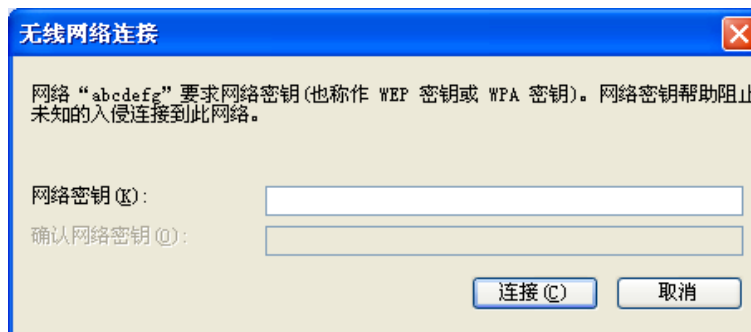 无线网络连接
网络“abcdefg”要求网络密钥(也称作 WEP 密钥或 WPA 密钥)。网络密钥帮助阻止
未知的入侵连接到此网络。
网络密钥(K):
确认网络密钥(O):
连接(C) 取消